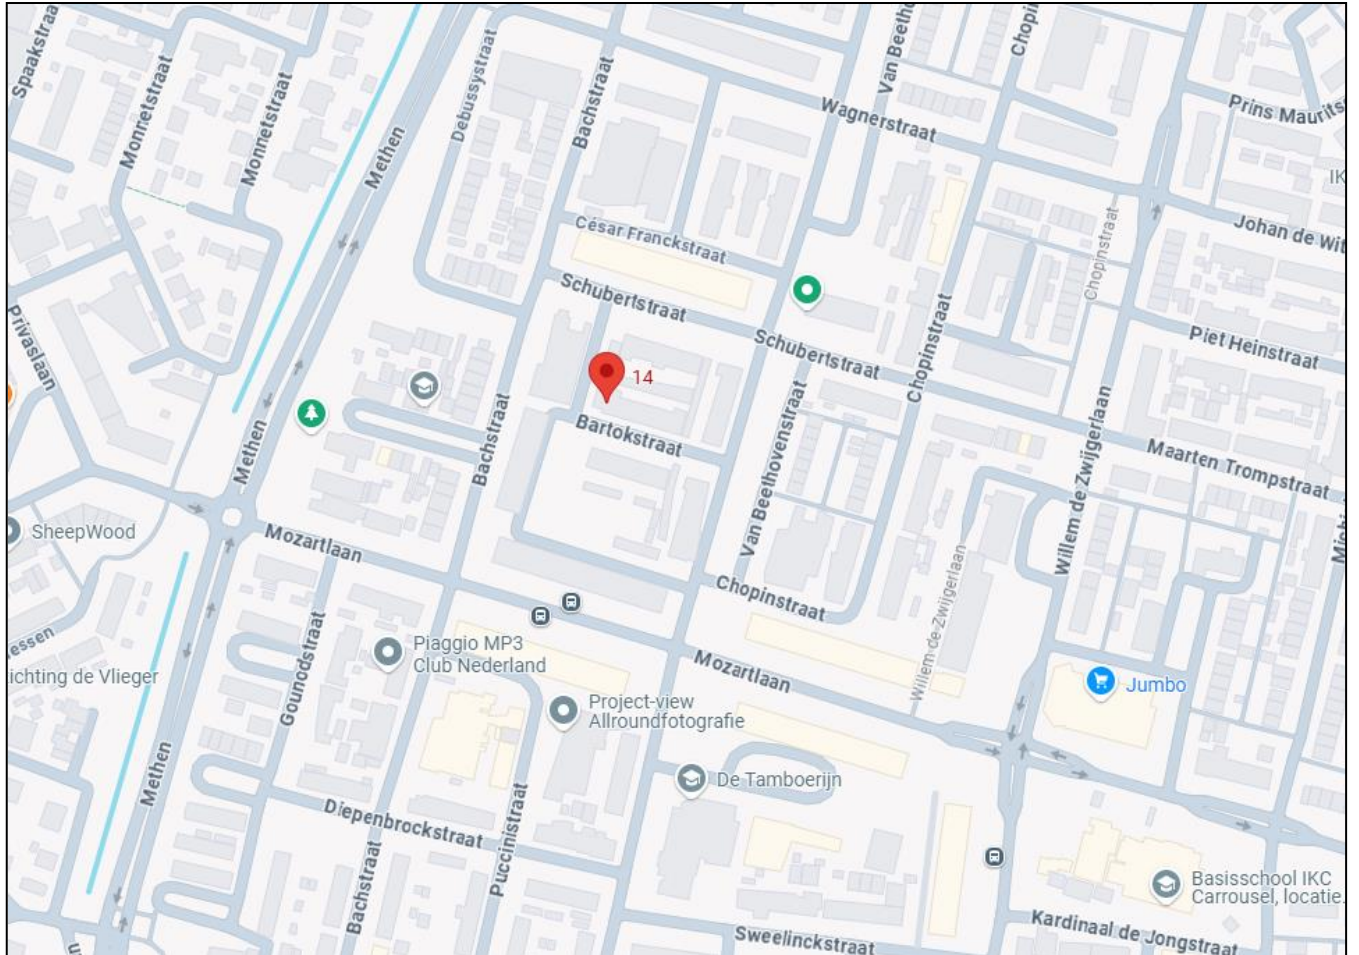 Spaakstraat
Monnetstraat
Monnetstraat
Methen
Debussystraat
Bachstraat
Van Beeth
Chopi
Wagnerstraat
Prins Maurits
IK
César Franckstraat
Johan de Wit
Chopinstraat
Schubertstraat
Schubertstraat
Piet Heinstraat
Privaslaan
14
Chopinstraat
Bartokstraat
Bachstraat
Methen
Van Beethovenstraat
Willem de Zwijgerlaan
Maarten Trompstraat
Michi
SheepWood
Mozartlaan
Chopinstraat
Willem de Zwijgerlaan
essen
ichting de Vlieger
Gounodstraat
Piaggio MP3
Club Nederland
Mozartlaan
Jumbo
Project-view
Allroundfotografie
Methen
De Tamboerijn
Diepenbrockstraat
Puccinistraat
Bachstraat
Basisschool IKC
Carrousel, locatie.
Kardinaal de Jongstraat
Sweelinckstraat